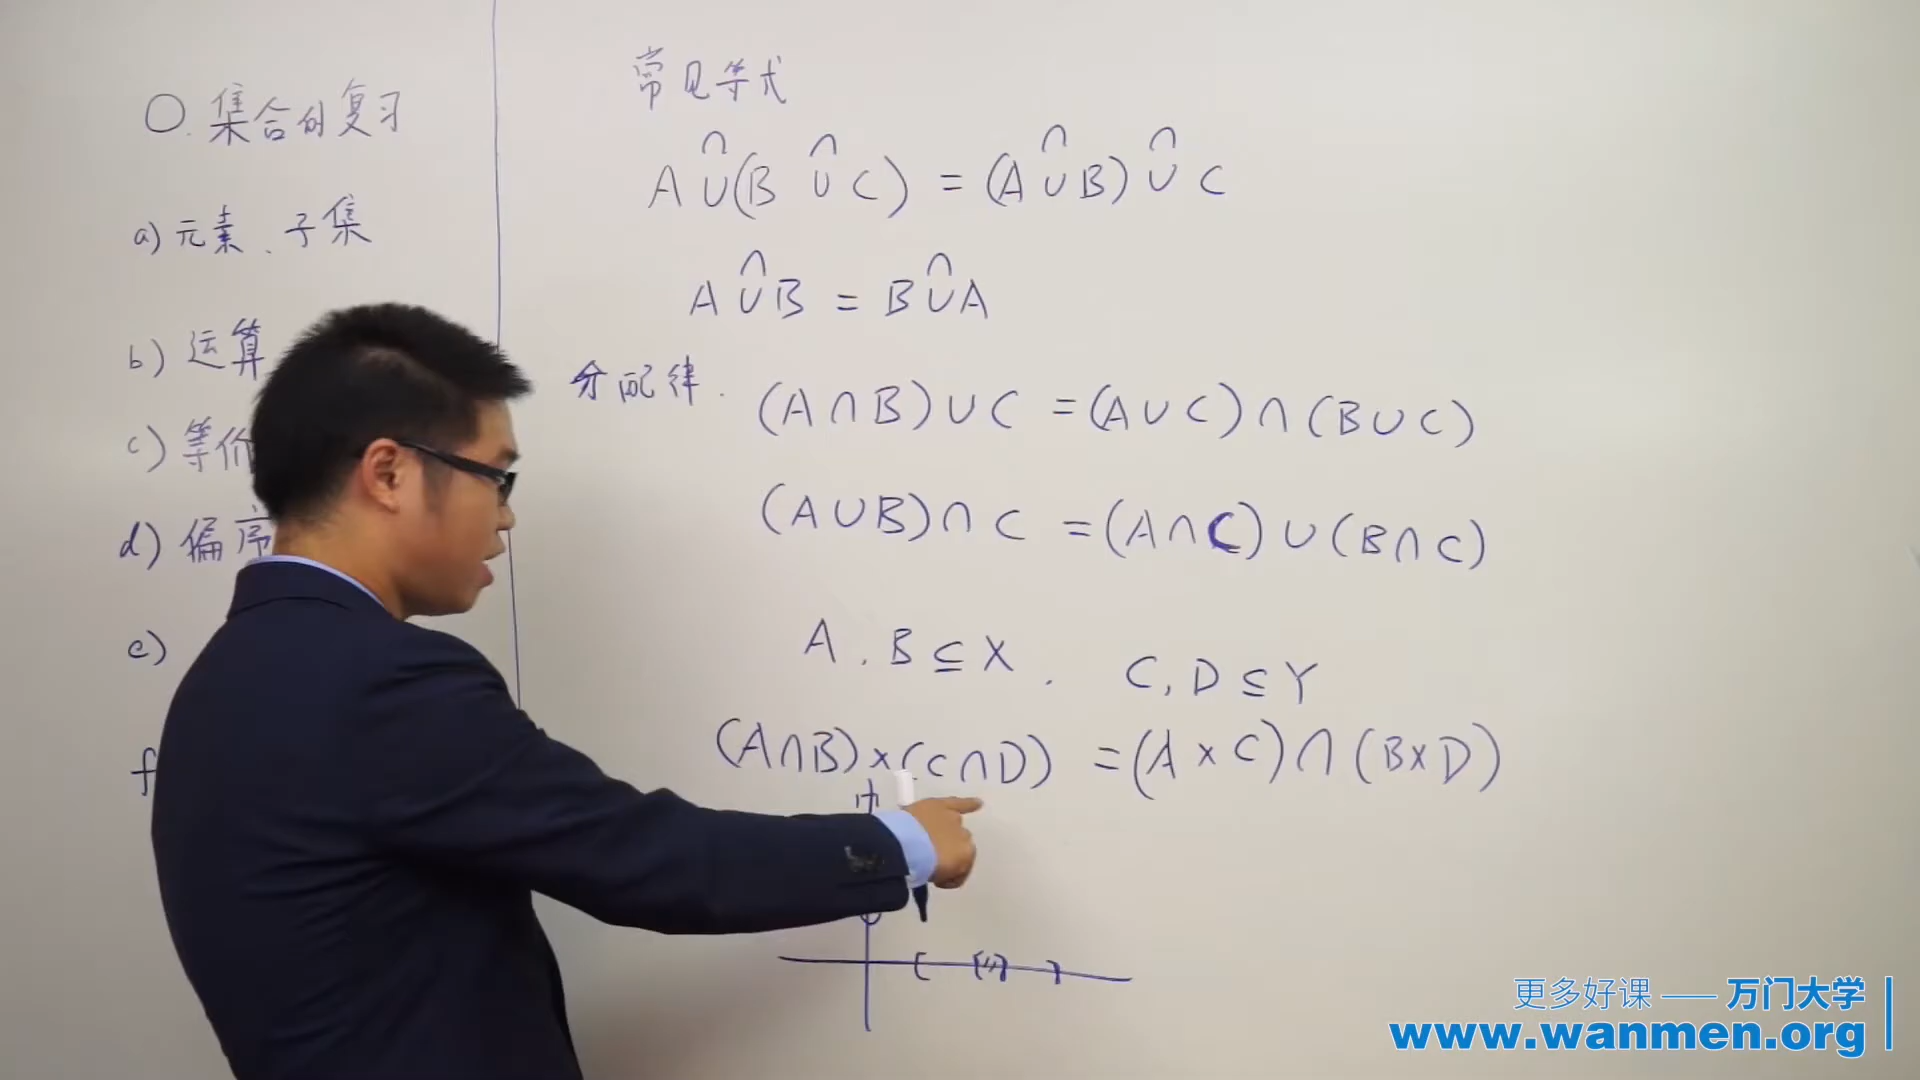 〇. 集合的复习
a) 元素、子集
b) 运算
c) 等价
d) 偏序
e)
f
常见等式
∩ ∩ ∩ ∩
A ∪ (B ∪ C) = (A ∪ B) ∪ C
∩ ∩
A ∪ B = B ∪ A
分配律.
(A ∩ B) ∪ C = (A ∪ C) ∩ (B ∪ C)
(A ∪ B) ∩ C = (A ∩ C) ∪ (B ∩ C)
A, B ⊆ X. C, D ⊆ Y
(A ∩ B) × (C ∩ D) = (A × C) ∩ (B × D)
更多好课 —— 万门大学
www.wanmen.org